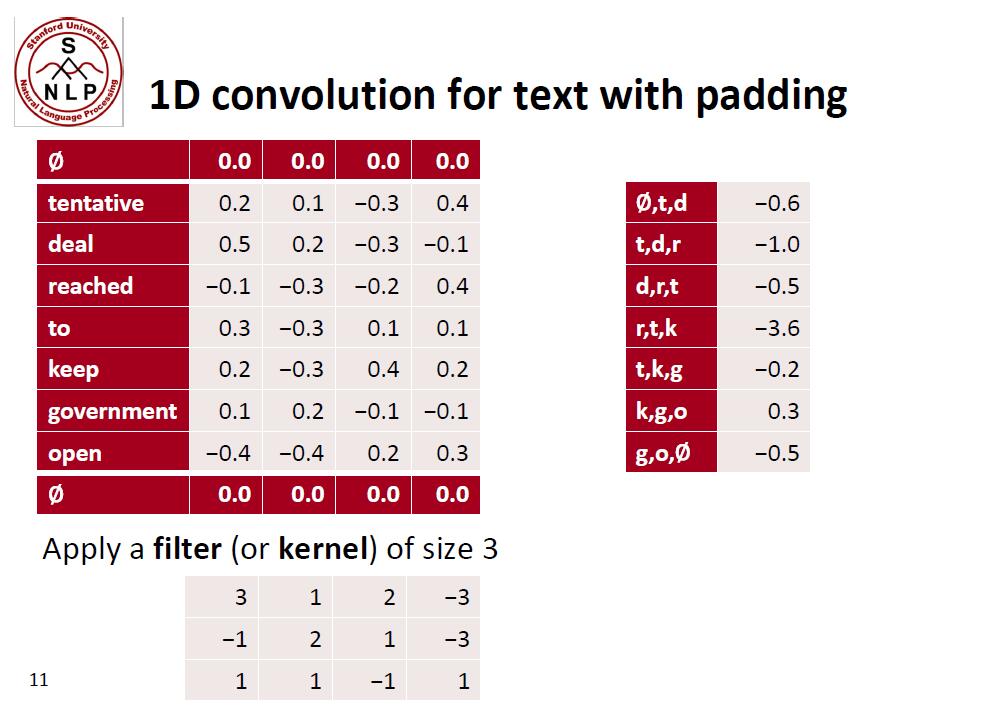 Stanford University
S
N L P
Natural Language Processing
1D convolution for text with padding
Ø 0.0 0.0 0.0 0.0
tentative 0.2 0.1 −0.3 0.4
deal 0.5 0.2 −0.3 −0.1
reached −0.1 −0.3 −0.2 0.4
to 0.3 −0.3 0.1 0.1
keep 0.2 −0.3 0.4 0.2
government 0.1 0.2 −0.1 −0.1
open −0.4 −0.4 0.2 0.3
Ø 0.0 0.0 0.0 0.0
Ø,t,d −0.6
t,d,r −1.0
d,r,t −0.5
r,t,k −3.6
t,k,g −0.2
k,g,o 0.3
g,o,Ø −0.5
Apply a filter (or kernel) of size 3
3 1 2 −3
−1 2 1 −3
1 1 −1 1
11